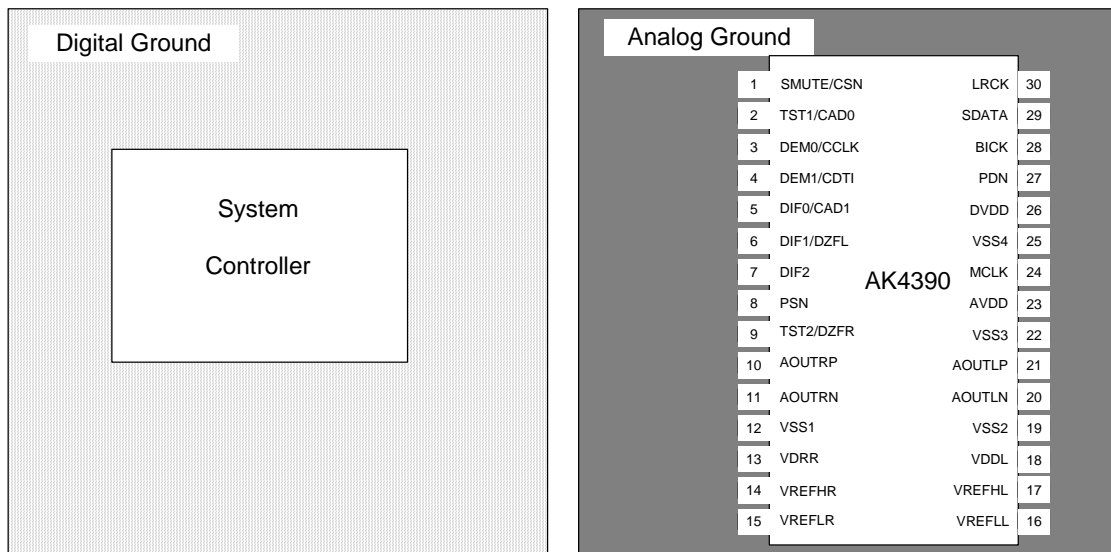 Digital Ground
System
Controller
Analog Ground
1 SMUTE/CSN LRCK 30
2 TST1/CAD0 SDATA 29
3 DEM0/CCLK BICK 28
4 DEM1/CDTI PDN 27
5 DIF0/CAD1 DVDD 26
6 DIF1/DZFL VSS4 25
7 DIF2 MCLK 24
AK4390
8 PSN AVDD 23
9 TST2/DZFR VSS3 22
10 AOUTRP AOUTLP 21
11 AOUTRN AOUTLN 20
12 VSS1 VSS2 19
13 VDRR VDDL 18
14 VREFHR VREFHL 17
15 VREFLR VREFLL 16